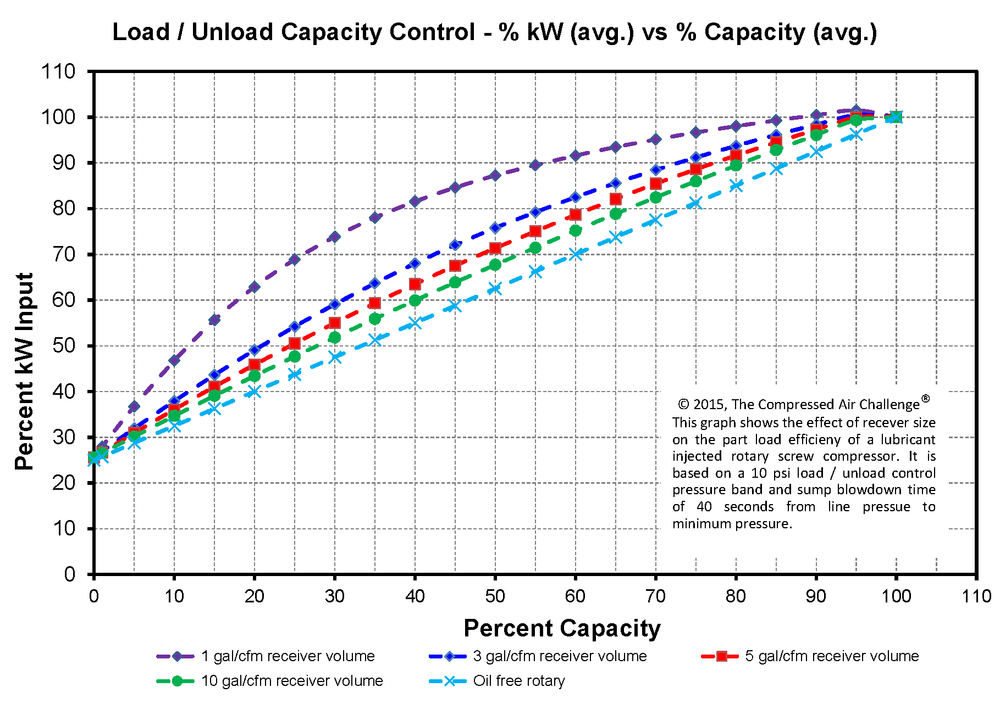 Load / Unload Capacity Control - % kW (avg.) vs % Capacity (avg.)
110
100
90
80
70
60
50
40
30
20
10
0
Percent kW Input
© 2015, The Compressed Air Challenge®
This graph shows the effect of recever size
on the part load efficieny of a lubricant
injected rotary screw compressor. It is
based on a 10 psi load / unload control
pressure band and sump blowdown time
of 40 seconds from line pressue to
minimum pressure.
0 10 20 30 40 50 60 70 80 90 100 110
Percent Capacity
1 gal/cfm receiver volume 3 gal/cfm receiver volume 5 gal/cfm receiver volume
10 gal/cfm receiver volume Oil free rotary